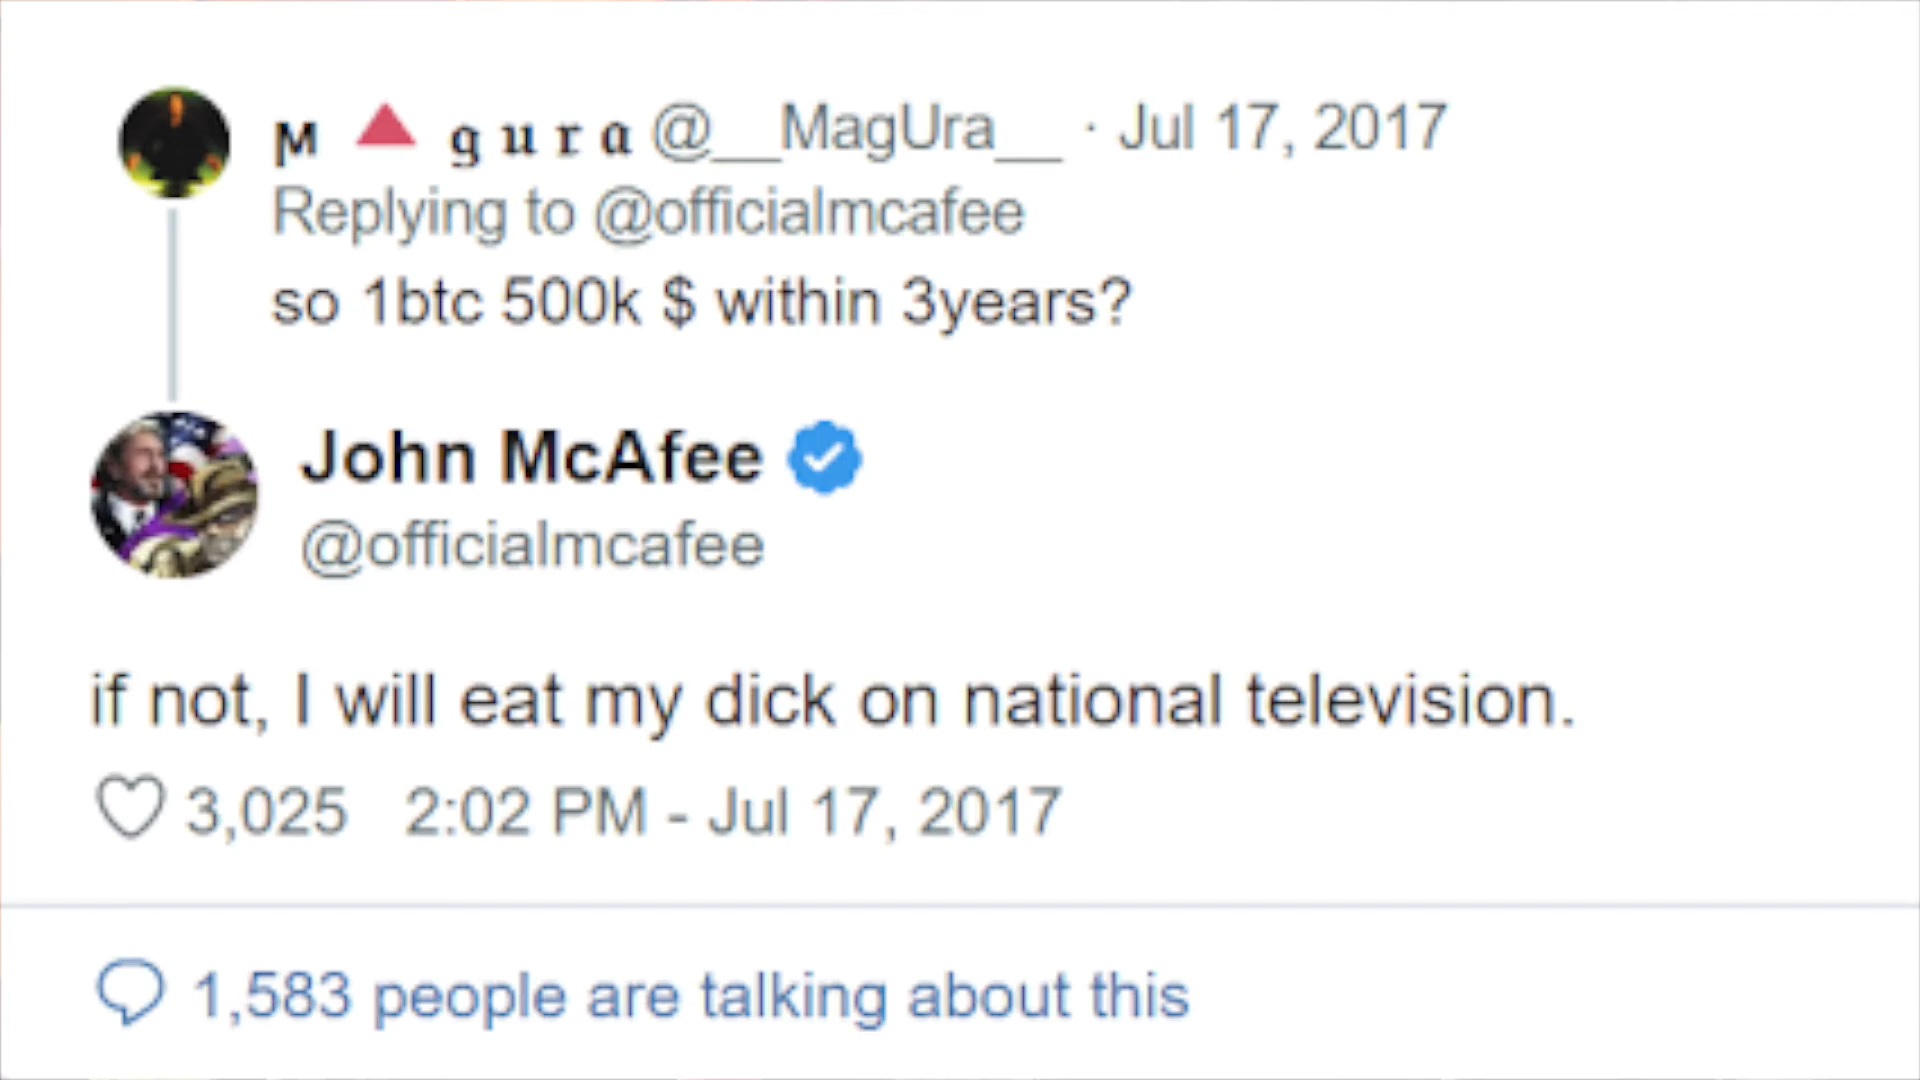 ϻ 🔺 𝖌 𝖚 𝖗 𝖆 @__MagUra__ · Jul 17, 2017
Replying to @officialmcafee
so 1btc 500k $ within 3years?
John McAfee
@officialmcafee
if not, I will eat my dick on national television.
3,025 2:02 PM - Jul 17, 2017
1,583 people are talking about this